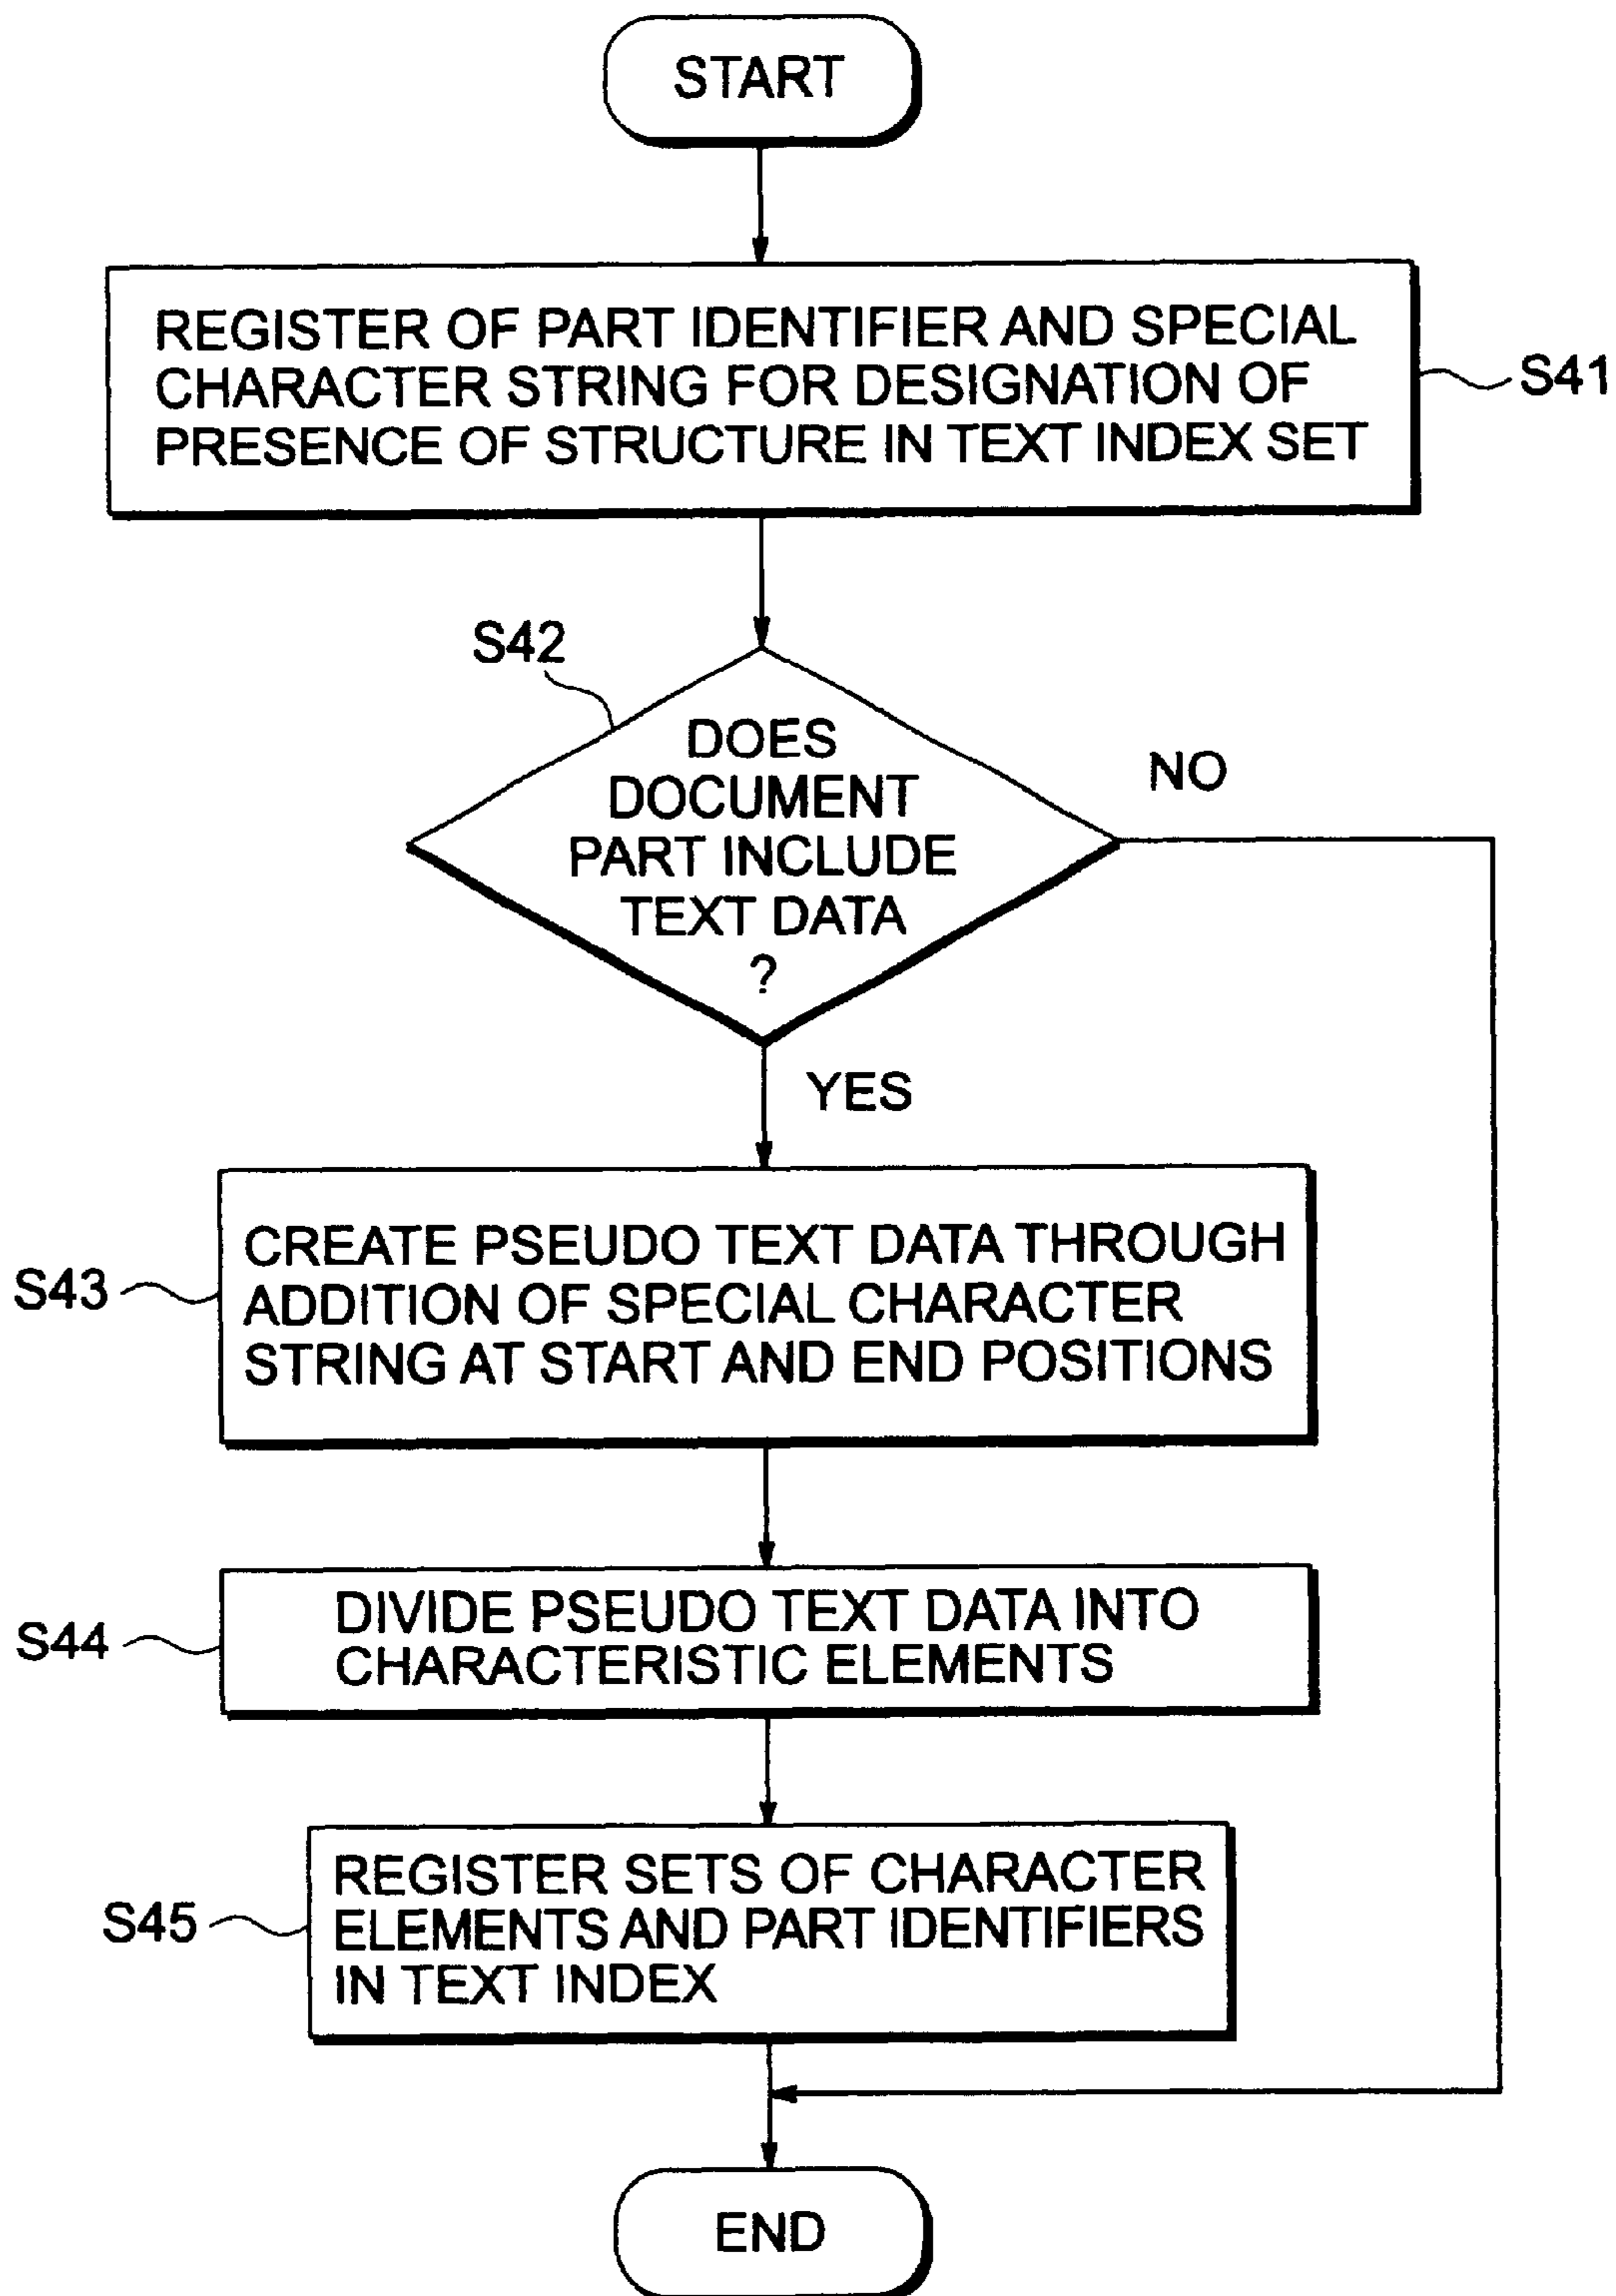 START
REGISTER OF PART IDENTIFIER AND SPECIAL
CHARACTER STRING FOR DESIGNATION OF
PRESENCE OF STRUCTURE IN TEXT INDEX SET
S41
S42
DOES
DOCUMENT
PART INCLUDE
TEXT DATA
?
NO
YES
S43
CREATE PSEUDO TEXT DATA THROUGH
ADDITION OF SPECIAL CHARACTER
STRING AT START AND END POSITIONS
S44
DIVIDE PSEUDO TEXT DATA INTO
CHARACTERISTIC ELEMENTS
S45
REGISTER SETS OF CHARACTER
ELEMENTS AND PART IDENTIFIERS
IN TEXT INDEX
END